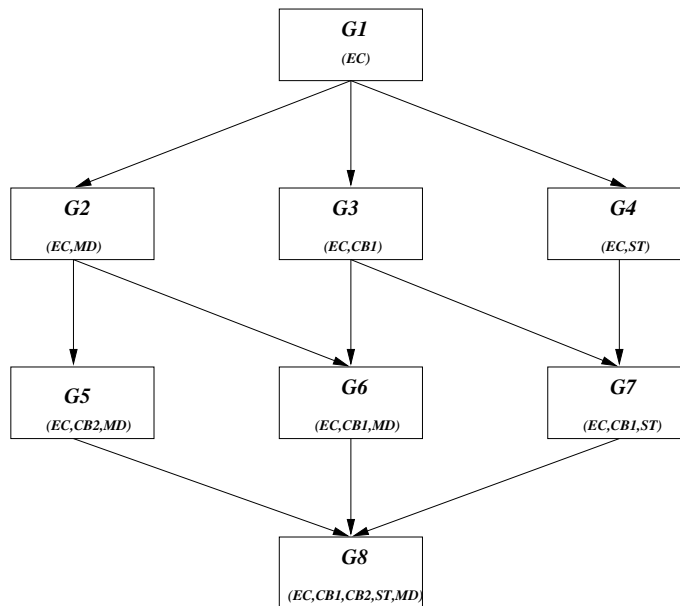 G1
(EC)
G2
(EC,MD)
G3
(EC,CB1)
G4
(EC,ST)
G5
(EC,CB2,MD)
G6
(EC,CB1,MD)
G7
(EC,CB1,ST)
G8
(EC,CB1,CB2,ST,MD)